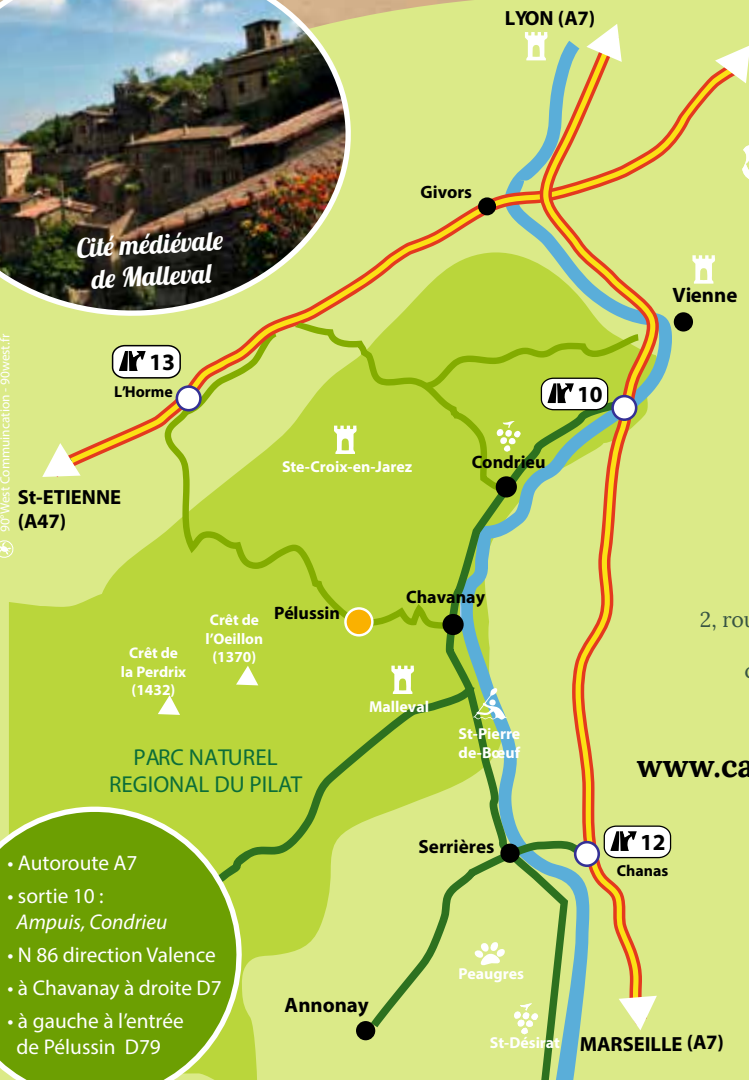 LYON (A7)
Cité médiévale
de Malleval
Givors
Vienne
13
L'Horme
10
Condrieu
Ste-Croix-en-Jarez
St-ETIENNE
(A47)
90°West Communication - 90west.fr
Chavanay
Pélussin
Crêt de
l'Oeillon
(1370)
Crêt de
la Perdrix
(1432)
Malleval
St-Pierre
de-Bœuf
2, rou
PARC NATUREL
REGIONAL DU PILAT
www.ca
Serrières
12
Chanas
• Autoroute A7
• sortie 10 :
Ampuis, Condrieu
• N 86 direction Valence
• à Chavanay à droite D7
• à gauche à l'entrée
de Pélussin D79
Peaugres
Annonay
St-Désirat
MARSEILLE (A7)